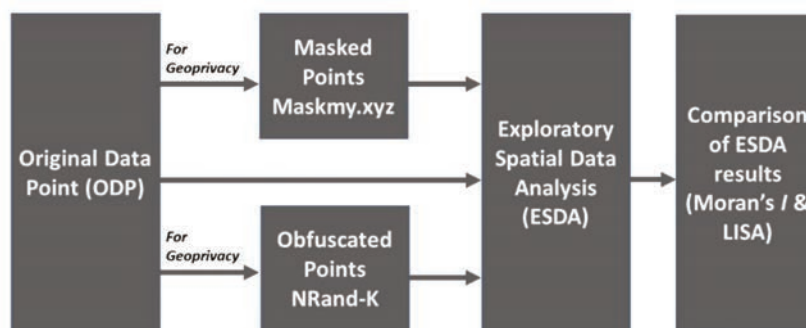 Original Data
Point (ODP)
For
Geoprivacy
Masked
Points
Maskmy.xyz
For
Geoprivacy
Obfuscated
Points
NRand-K
Exploratory
Spatial Data
Analysis
(ESDA)
Comparison
of ESDA
results
(Moran's I &
LISA)